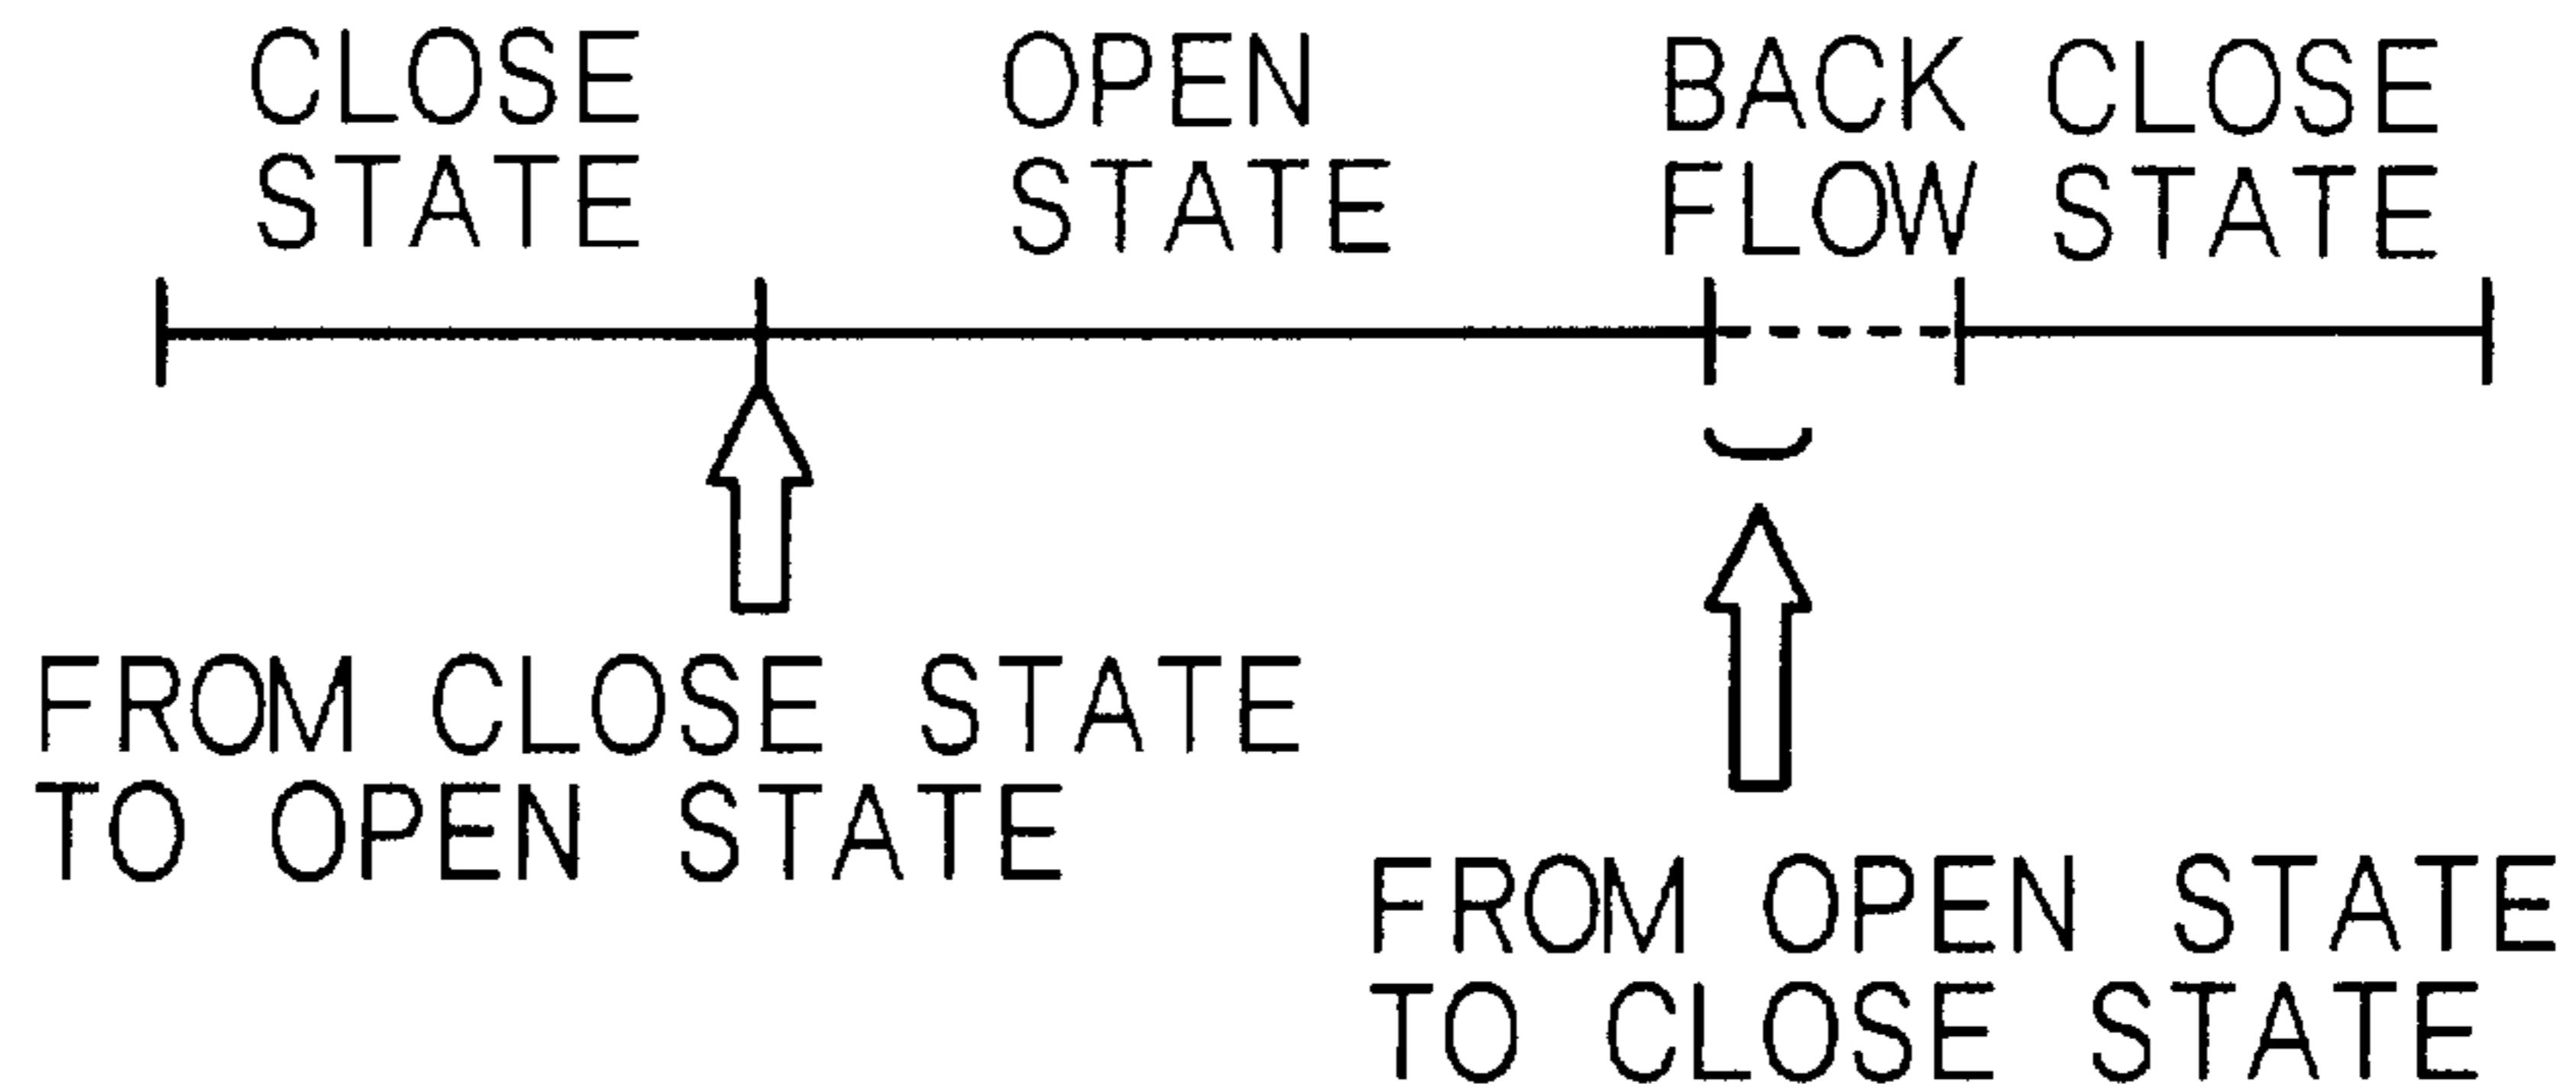 CLOSE
STATE
OPEN
STATE
BACK
FLOW
CLOSE
STATE
FROM CLOSE STATE
TO OPEN STATE
FROM OPEN STATE
TO CLOSE STATE